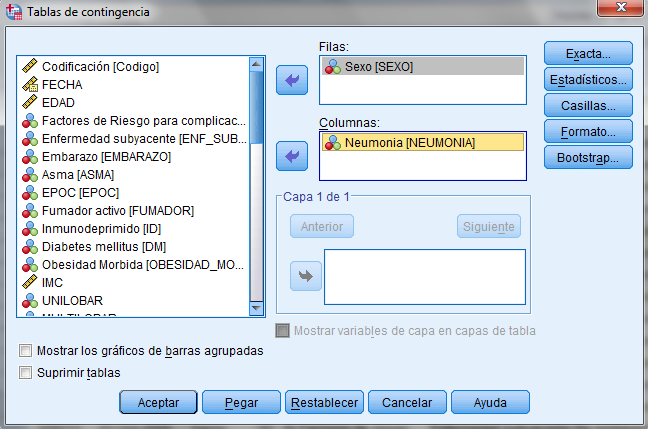 Tablas de contingencia
Codificación [Codigo]
FECHA
EDAD
Factores de Riesgo para complicac...
Enfermedad subyacente [ENF_SUB...
Embarazo [EMBARAZO]
Asma [ASMA]
EPOC [EPOC]
Fumador activo [FUMADOR]
Inmunodeprimido [ID]
Diabetes mellitus [DM]
Obesidad Morbida [OBESIDAD_MO...
IMC
UNILOBAR
MULTILOBAR
Filas:
Sexo [SEXO]
Columnas:
Neumonia [NEUMONIA]
Capa 1 de 1
Anterior
Siguiente
Mostrar variables de capa en capas de tabla
Exacta...
Estadísticos...
Casillas...
Formato...
Bootstrap...
Mostrar los gráficos de barras agrupadas
Suprimir tablas
Aceptar
Pegar
Restablecer
Cancelar
Ayuda